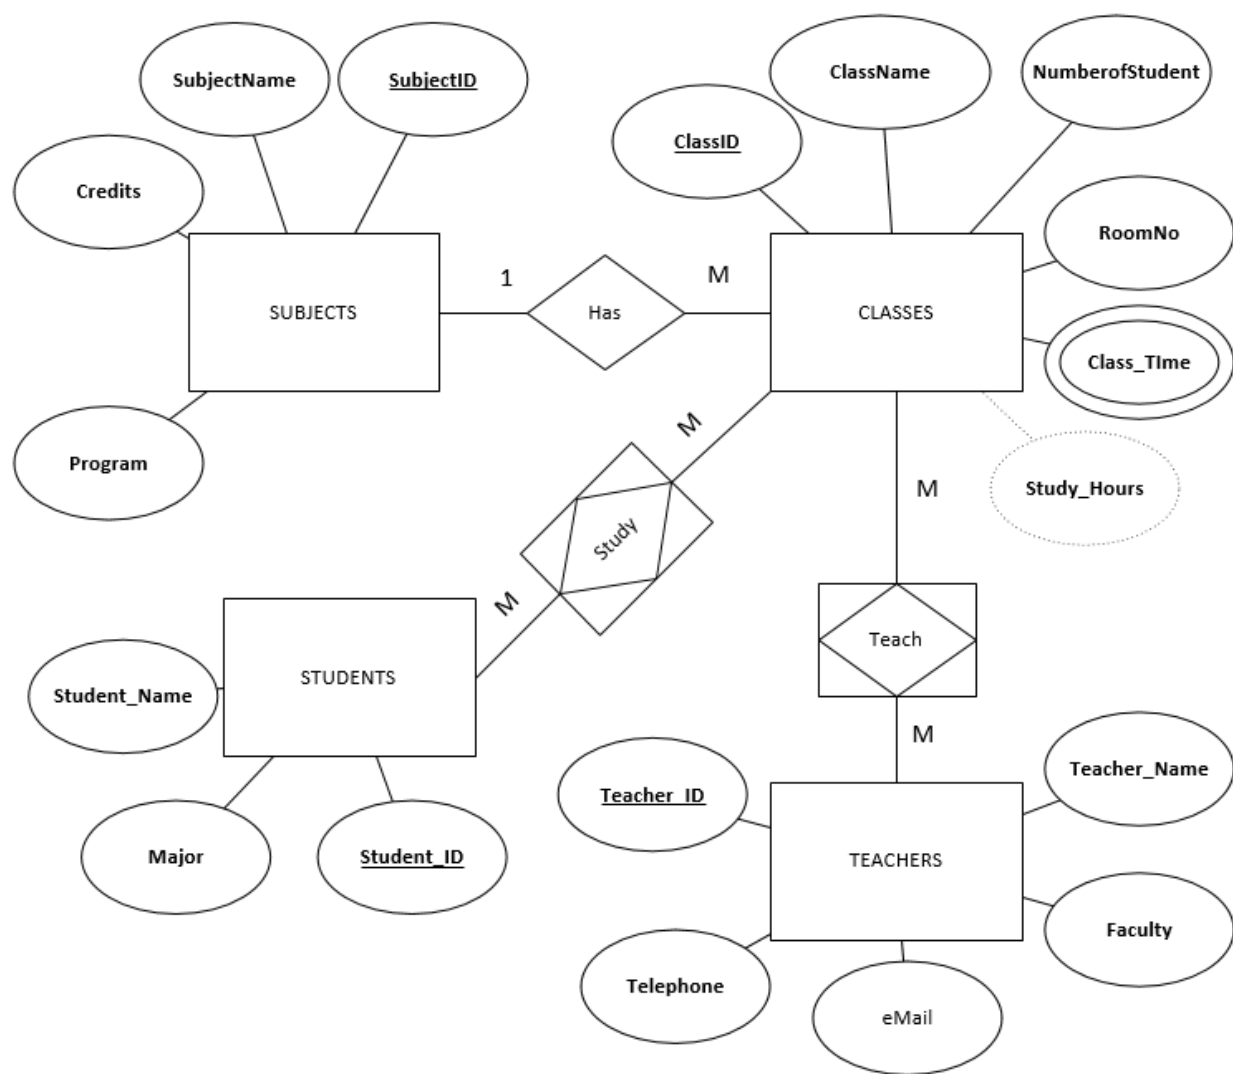 SubjectName
SubjectID
ClassName
NumberofStudent
ClassID
Credits
RoomNo
1
M
SUBJECTS
Has
CLASSES
Class_TIme
M
Program
M
Study_Hours
Study
M
Teach
STUDENTS
Student_Name
M
Teacher_Name
Teacher_ID
Major
Student_ID
TEACHERS
Faculty
Telephone
eMail